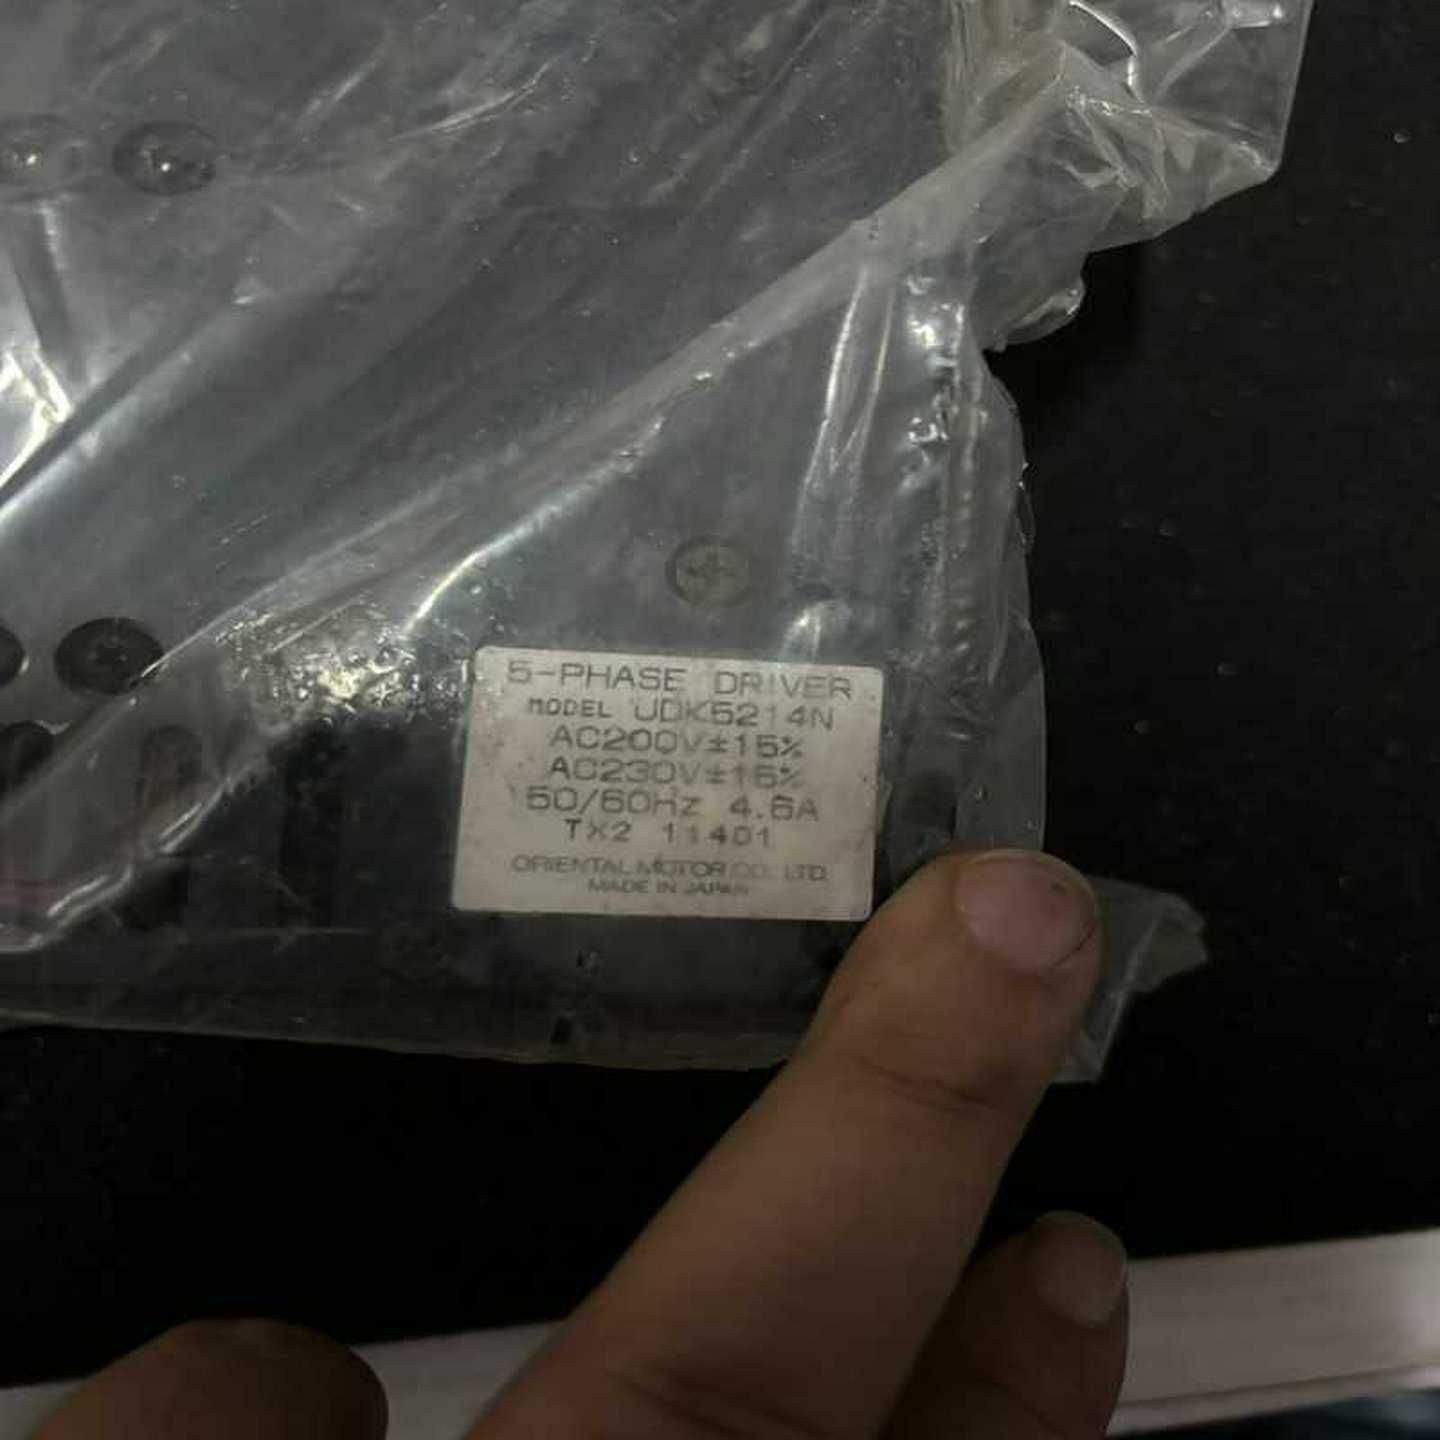 5-PHASE DRIVER
MODEL UDK5214N
AC200V±15%
AC230V±15%
50/60Hz 4.5A
TX2 11401
ORIENTAL MOTOR CO., LTD.
MADE IN JAPAN